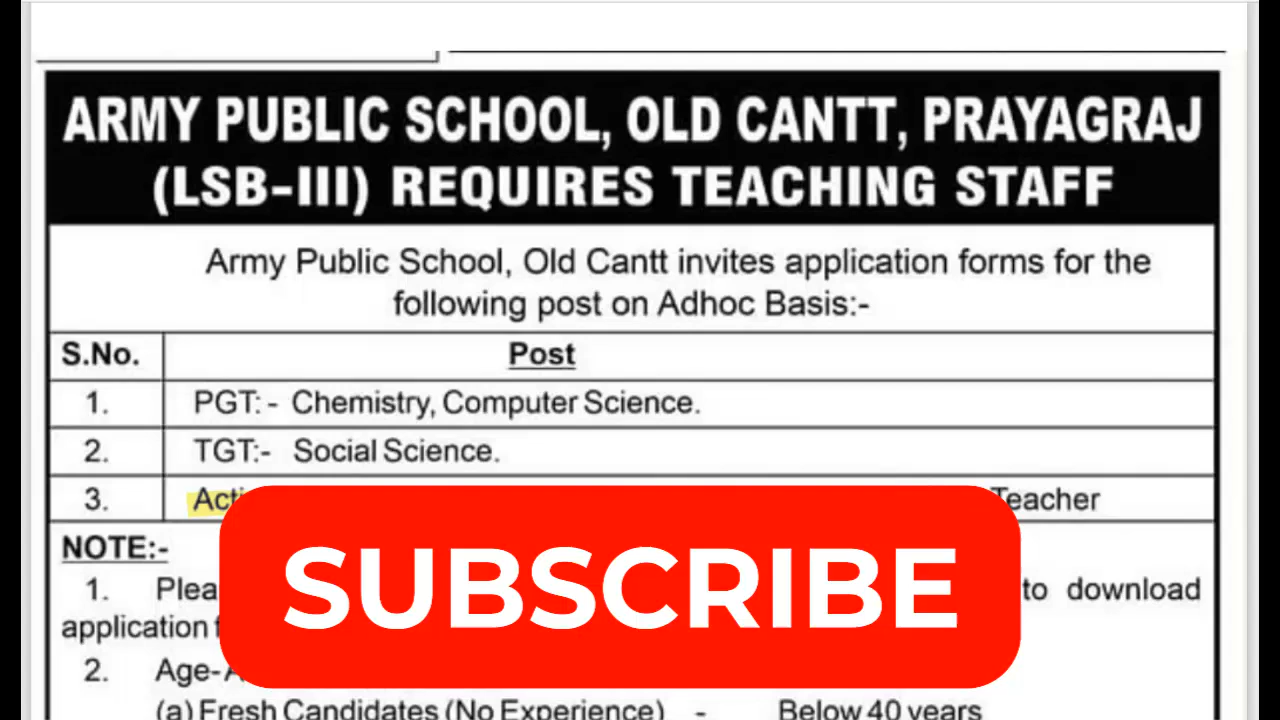 ARMY PUBLIC SCHOOL, OLD CANTT, PRAYAGRAJ
(LSB-III) REQUIRES TEACHING STAFF
Army Public School, Old Cantt invites application forms for the
following post on Adhoc Basis:-
S.No. Post
1. PGT: - Chemistry, Computer Science.
2. TGT:- Social Science.
3. Teacher
NOTE:-
1. to download
application
SUBSCRIBE
2. Age-
(a) Fresh Candidates (No Experience) - Below 40 years